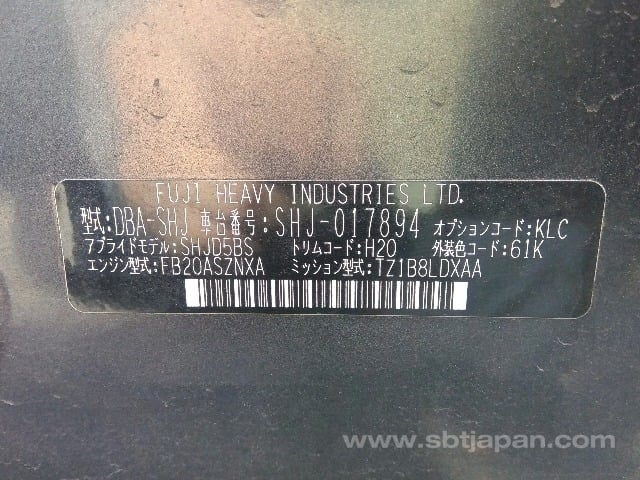 FUJI HEAVY INDUSTRIES LTD.
型式:DBA-SHJ 車台番号:SHJ-017894 オプションコード:KLC
アプライドモデル:SHJD5BS トリムコード:H20 外装色コード:61K
エンジン型式:FB20ASZNXA ミッション型式:TZ1B8LDXAA
www.sbtjapan.com